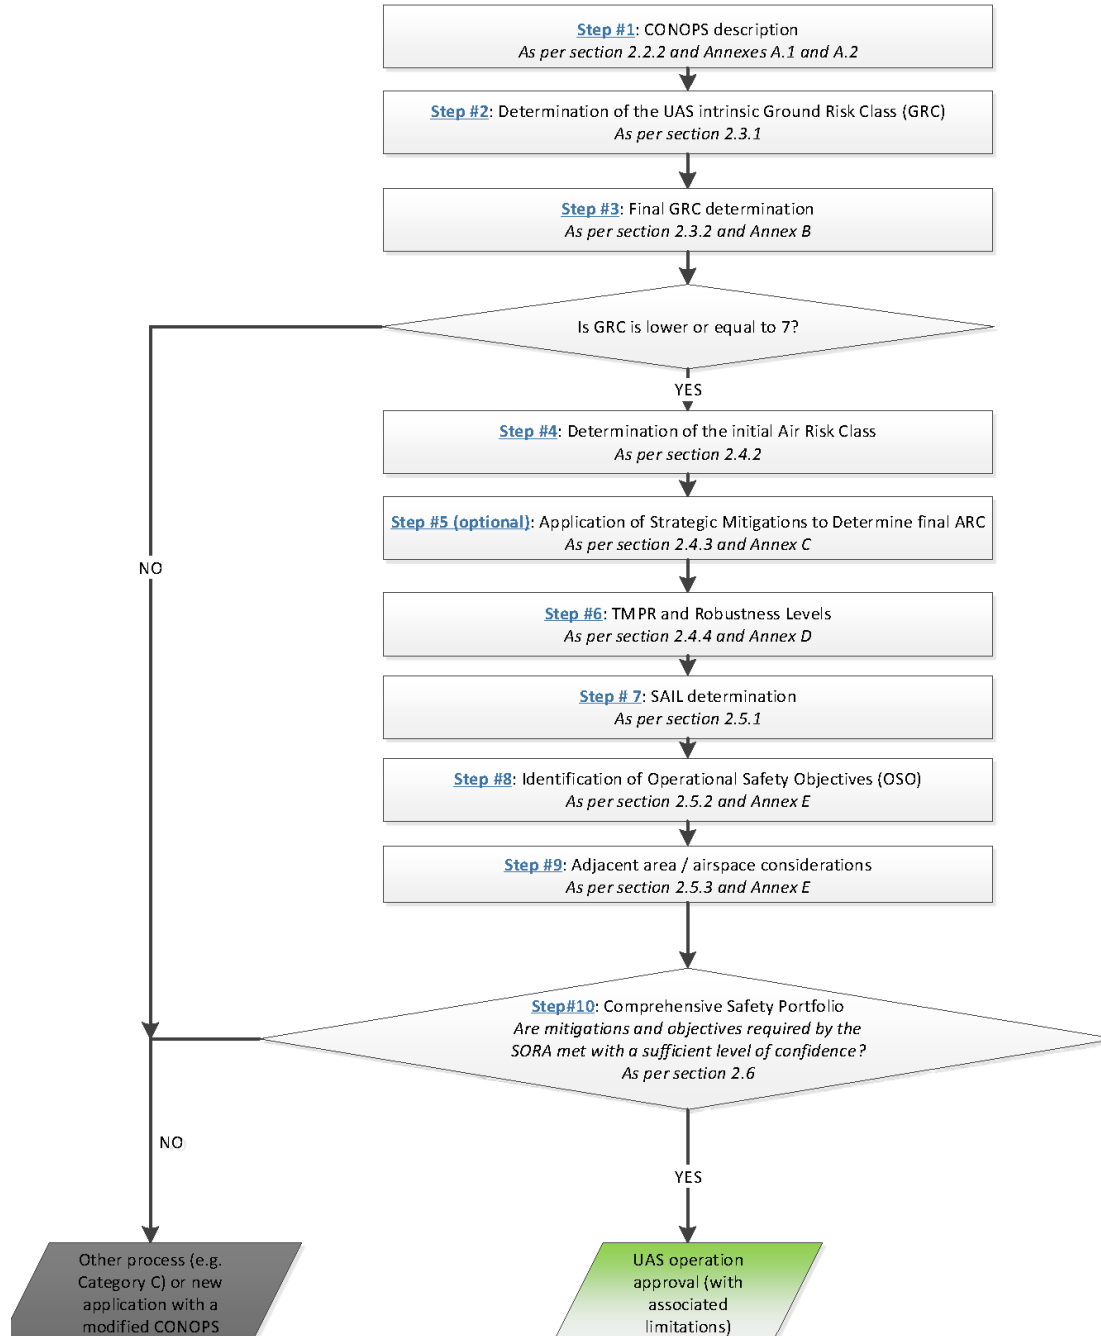 Step #1: CONOPS description
As per section 2.2.2 and Annexes A.1 and A.2
Step #2: Determination of the UAS intrinsic Ground Risk Class (GRC)
As per section 2.3.1
Step #3: Final GRC determination
As per section 2.3.2 and Annex B
Is GRC is lower or equal to 7?
YES
Step #4: Determination of the initial Air Risk Class
As per section 2.4.2
Step #5 (optional): Application of Strategic Mitigations to Determine final ARC
As per section 2.4.3 and Annex C
NO
Step #6: TMPR and Robustness Levels
As per section 2.4.4 and Annex D
Step # 7: SAIL determination
As per section 2.5.1
Step #8: Identification of Operational Safety Objectives (OSO)
As per section 2.5.2 and Annex E
Step #9: Adjacent area / airspace considerations
As per section 2.5.3 and Annex E
Step#10: Comprehensive Safety Portfolio
Are mitigations and objectives required by the
SORA met with a sufficient level of confidence?
As per section 2.6
NO
YES
Other process (e.g.
Category C) or new
application with a
modified CONOPS
UAS operation
approval (with
associated
limitations)